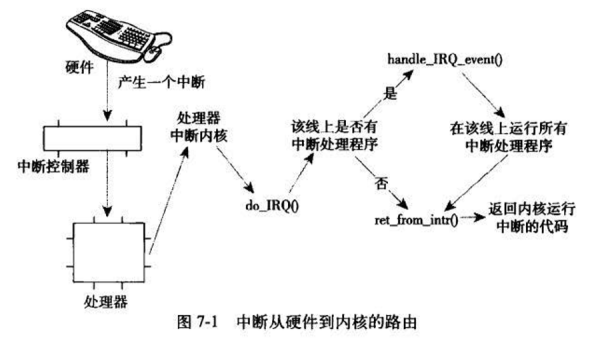 硬件
产生一个中断
中断控制器
处理器
处理器
中断内核
do_IRQ()
该线上是否有
中断处理程序
是
否
handle_IRQ_event()
在该线上运行所有
中断处理程序
ret_from_intr()
返回内核运行
中断的代码
图 7-1 中断从硬件到内核的路由